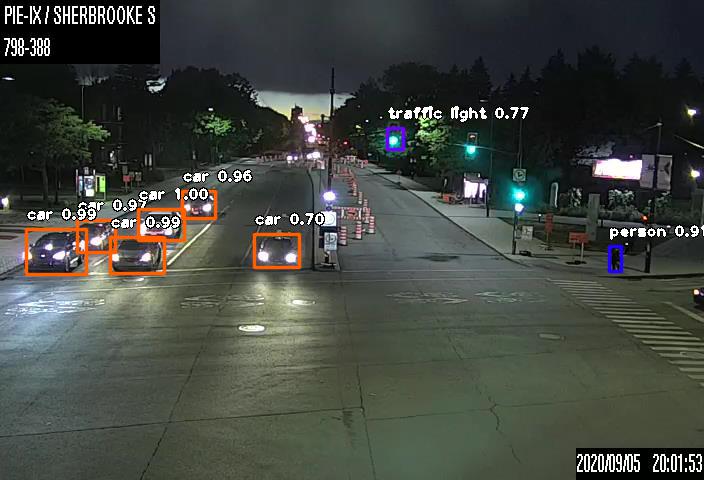 PIE-IX / SHERBROOKE S
798-388
traffic light 0.77
car 0.96
car 1.00
car 0.97
car 0.99
car 0.99
car 0.70
person 0.91
2020/09/05 20:01:53